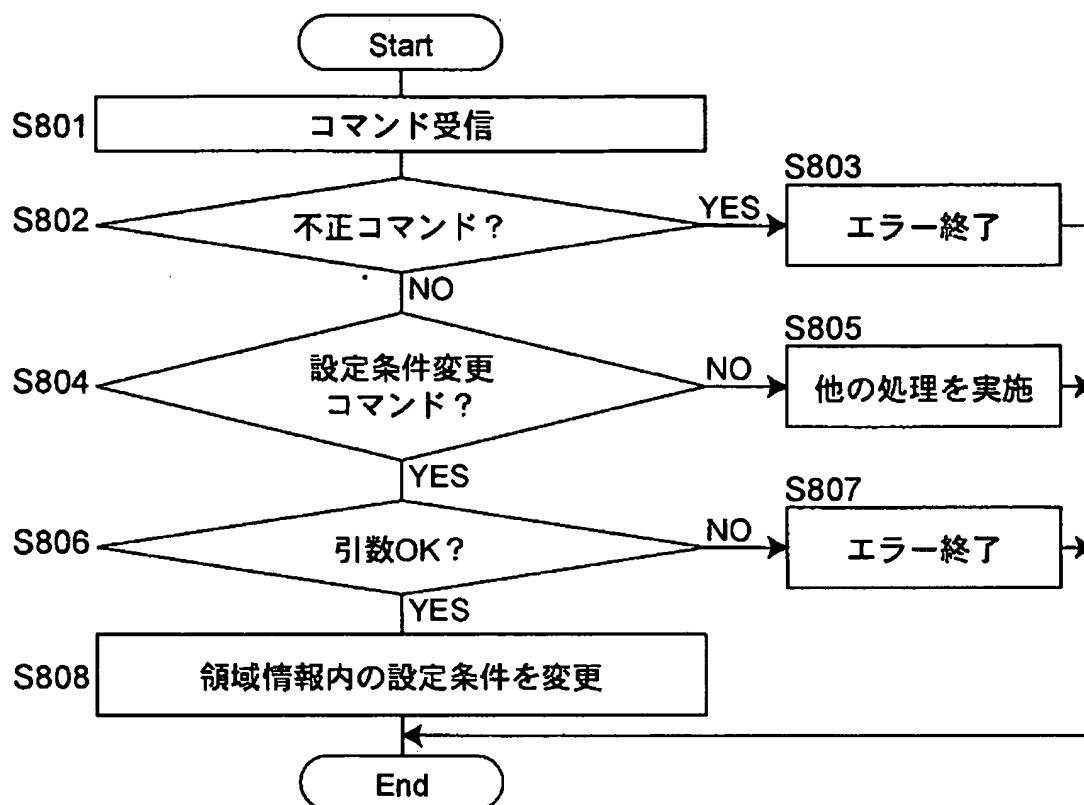 Start
S801
コマンド受信
S802
不正コマンド?
YES
S803
エラー終了
NO
S804
設定条件変更
コマンド?
NO
S805
他の処理を実施
YES
S806
引数OK?
NO
S807
エラー終了
YES
S808
領域情報内の設定条件を変更
End